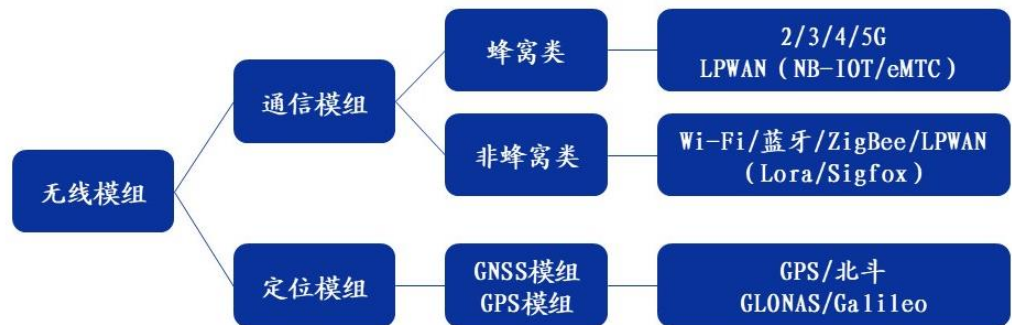 无线模组
通信模组
蜂窝类
2/3/4/5G
LPWAN（NB-IOT/eMTC）
非蜂窝类
Wi-Fi/蓝牙/ZigBee/LPWAN
（Lora/Sigfox）
定位模组
GNSS模组
GPS模组
GPS/北斗
GLONAS/Galileo